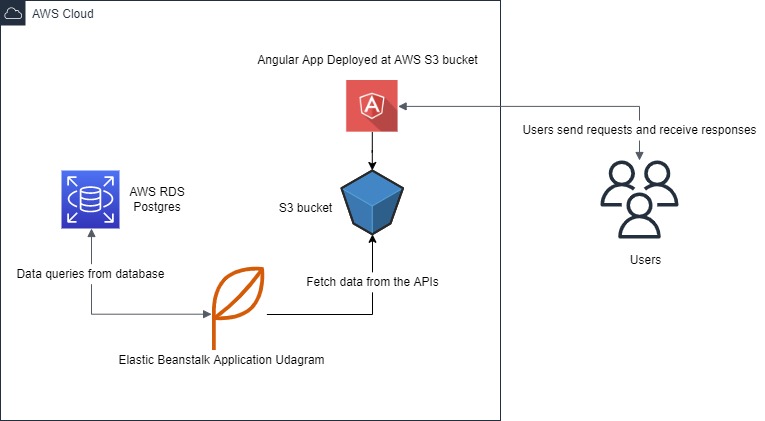 AWS Cloud
Angular App Deployed at AWS S3 bucket
Users send requests and receive responses
AWS RDS
Postgres
S3 bucket
Users
Data queries from database
Fetch data from the APIs
Elastic Beanstalk Application Udagram